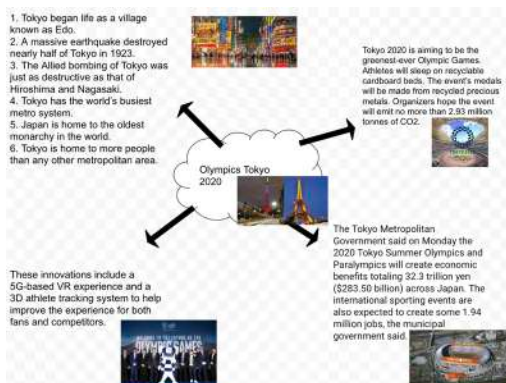 1. Tokyo began life as a village
known as Edo.
2. A massive earthquake destroyed
nearly half of Tokyo in 1923.
3. The Allied bombing of Tokyo was
just as destructive as that of
Hiroshima and Nagasaki.
4. Tokyo has the world's busiest
metro system.
5. Japan is home to the oldest
monarchy in the world.
6. Tokyo is home to more people
than any other metropolitan area.
Tokyo 2020 is aiming to be the
greenest-ever Olympic Games.
Athletes will sleep on recyclable
cardboard beds. The event's medals
will be made from recycled precious
metals. Organizers hope the event
will emit no more than 2.93 million
tonnes of CO2.
Olympics Tokyo
2020
These innovations include a
5G-based VR experience and a
3D athlete tracking system to help
improve the experience for both
fans and competitors.
The Tokyo Metropolitan
Government said on Monday the
2020 Tokyo Summer Olympics and
Paralympics will create economic
benefits totaling 32.3 trillion yen
($283.50 billion) across Japan. The
international sporting events are
also expected to create some 1.94
million jobs, the municipal
government said.
OLYMPIC GAMES